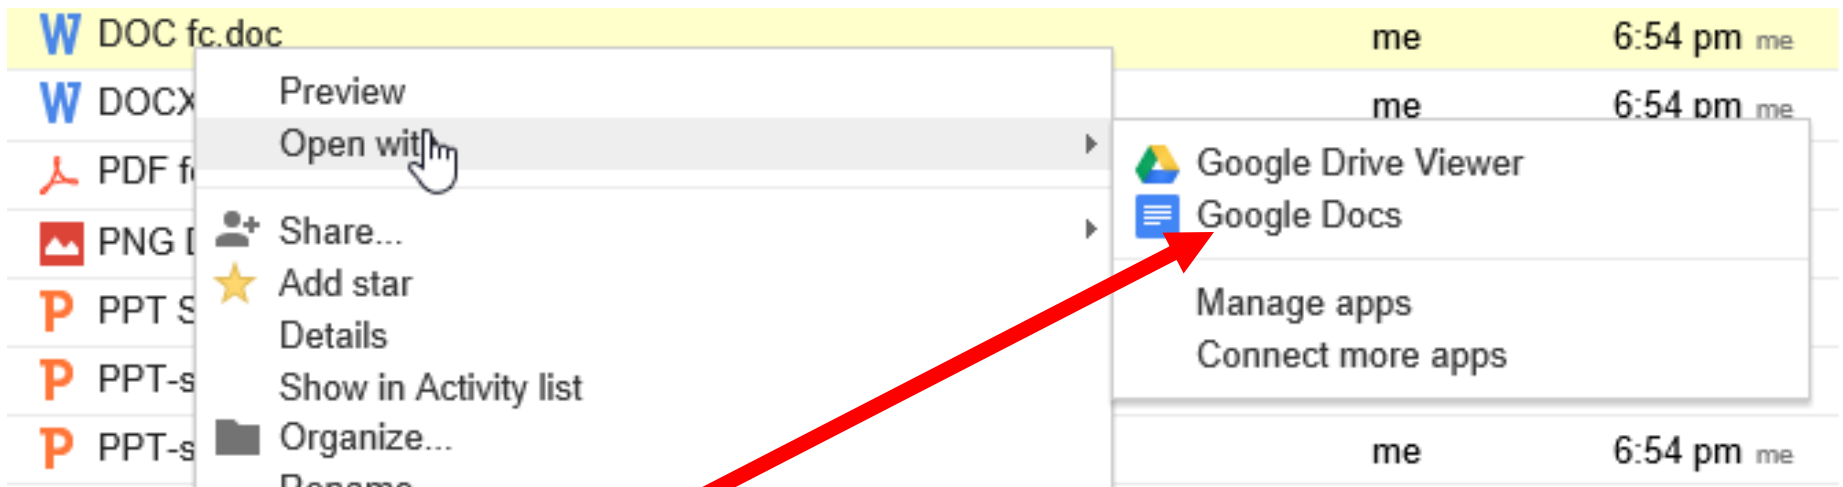 DOC fc.doc me 6:54 pm me
DOCX me 6:54 pm me
PDF
PNG
PPT
PPT-s
PPT-s me 6:54 pm me
Preview
Open
Share...
Add star
Details
Show in Activity list
Organize...
Rename
Google Drive Viewer
Google Docs
Manage apps
Connect more apps